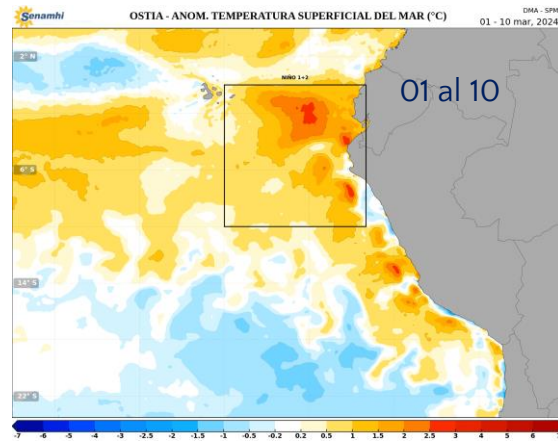 Senamhi
OSTIA - ANOM. TEMPERATURA SUPERFICIAL DEL MAR (°C)
DMA - SPM
01 - 10 mar, 2024
2° N
NIÑO 1+2
01 al 10
6° S
14° S
22° S
-7 -6 -5 -4 -3 -2.5 -2 -1.5 -1 -0.5 -0.2 0.2 0.5 1 1.5 2 2.5 3 6
Senamhi